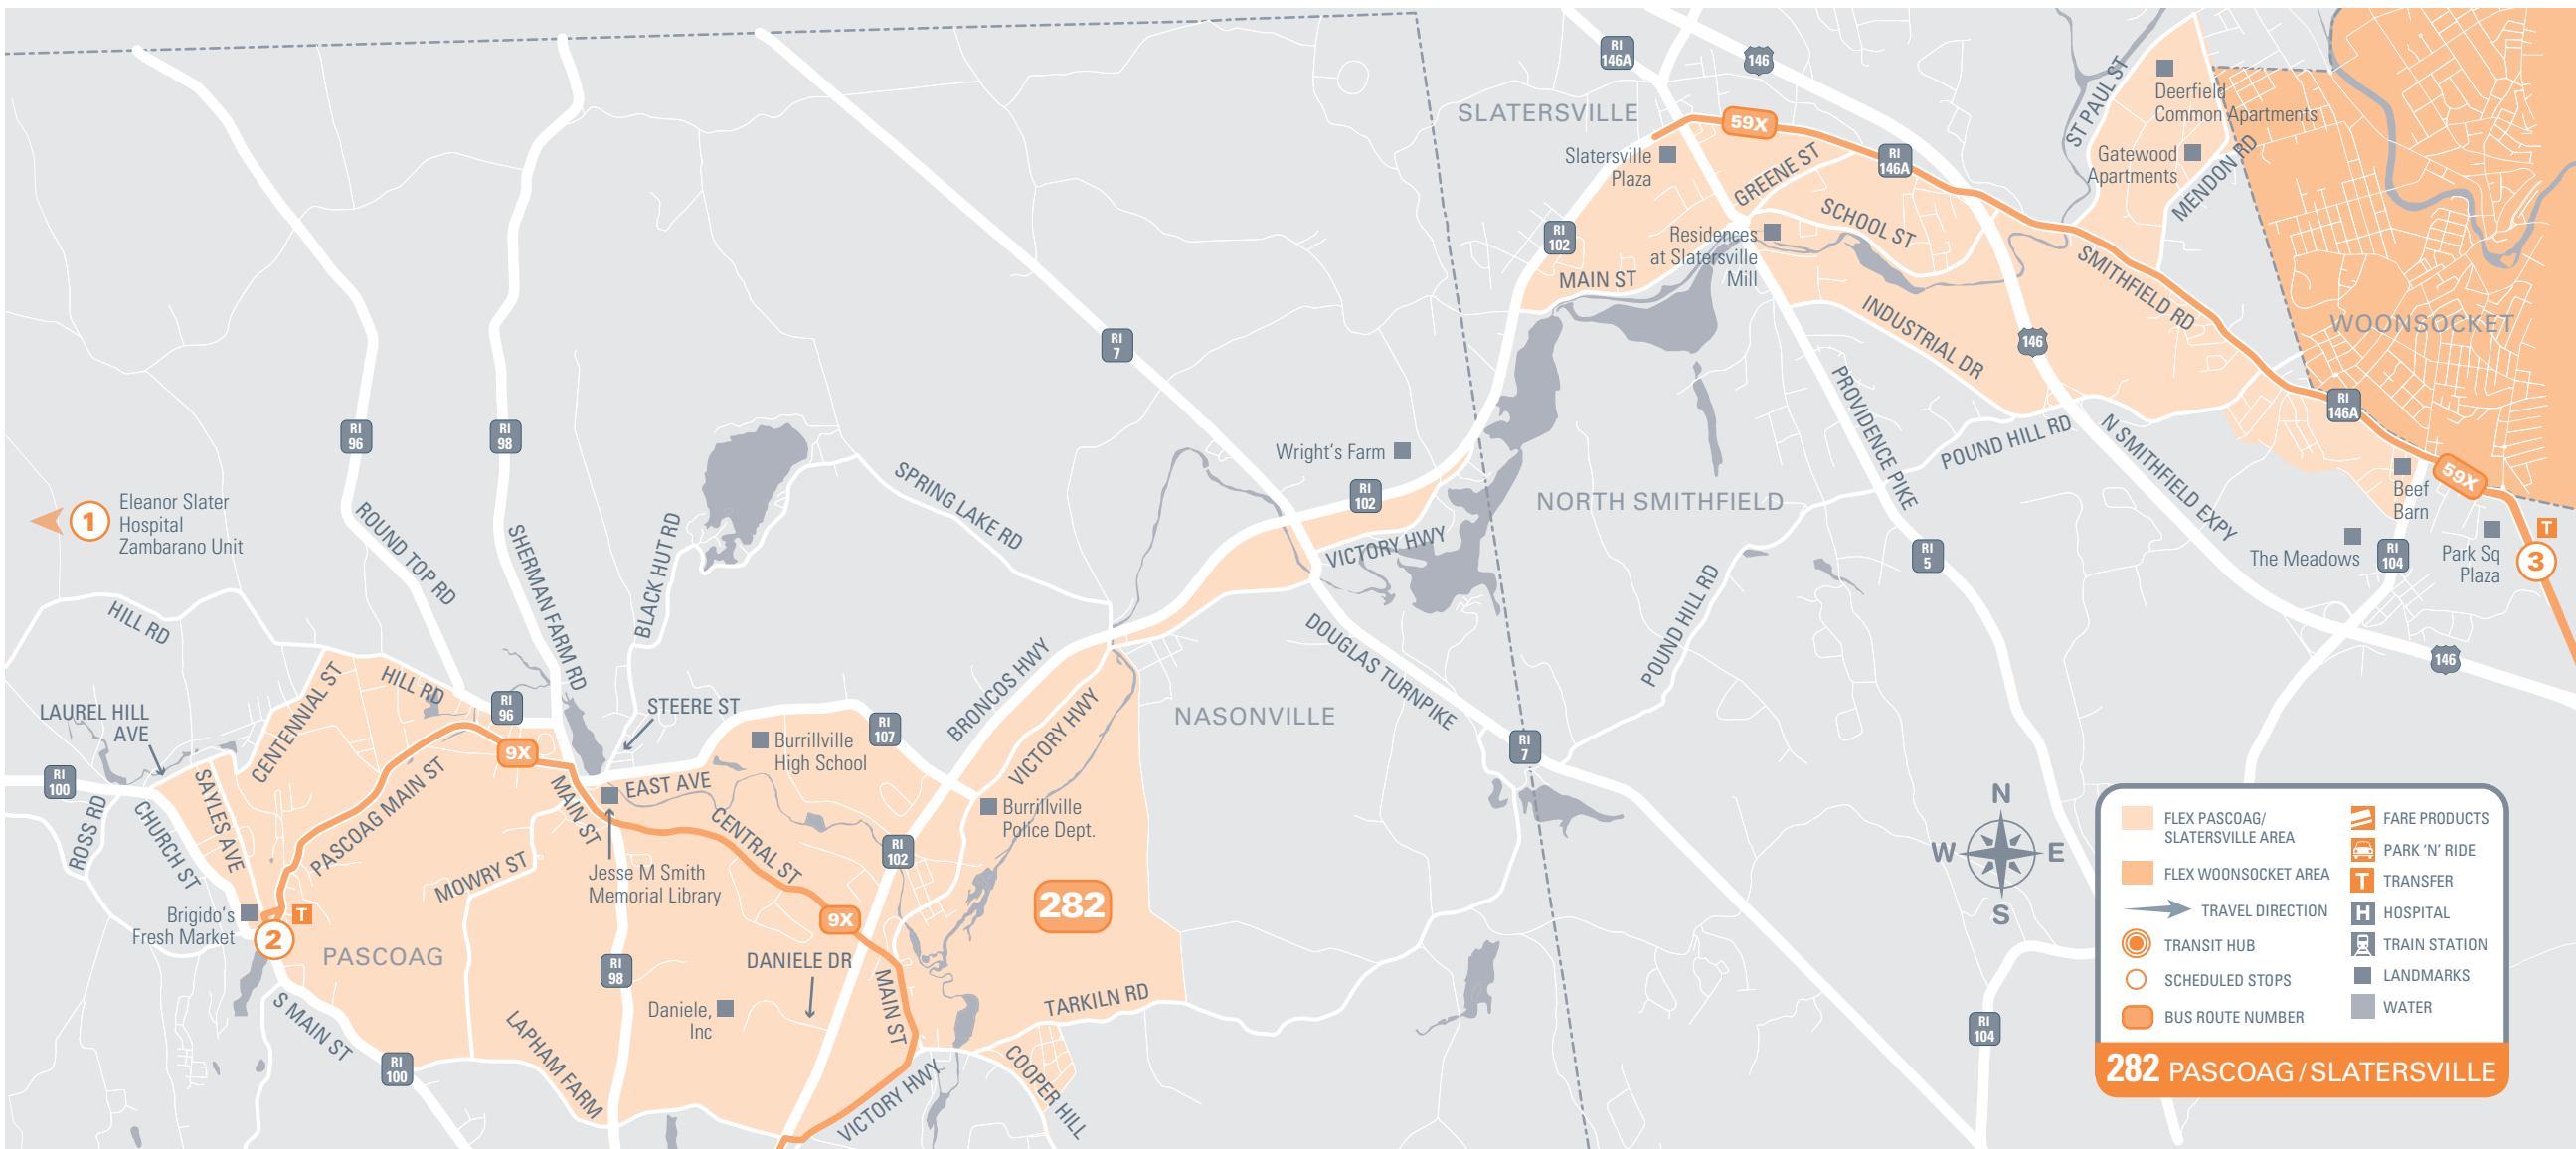 RI
146A
146
SLATERSVILLE
59X
Slatersville
Plaza
GREENE ST
RI
146A
ST PAUL ST
Deerfield
Common Apartments
Gatewood
Apartments
MENDON RD
RI
102
SCHOOL ST
Residences
at Slatersville
Mill
MAIN ST
SMITHFIELD RD
INDUSTRIAL DR
WOONSOCKET
146
RI
7
PROVIDENCE PIKE
RI
146A
RI
96
RI
98
Wright's Farm
POUND HILL RD
N SMITHFIELD EXPY
SPRING LAKE RD
RI
102
NORTH SMITHFIELD
59X
Beef
Barn
1
Eleanor Slater
Hospital
Zambarano Unit
ROUND TOP RD
SHERMAN FARM RD
BLACK HUT RD
VICTORY HWY
RI
5
The Meadows
RI
104
Park Sq
Plaza
T
3
HILL RD
DOUGLAS TURNPIKE
POUND HILL RD
146
HILL RD
CENTENNIAL ST
LAUREL HILL
AVE
RI
96
STEERE ST
BRONCOS HWY
VICTORY HWY
NASONVILLE
RI
107
Burrillville
High School
9X
RI
7
RI
100
ROSS RD
CHURCH ST
SAYLES AVE
PASCOAG MAIN ST
MAIN ST
EAST AVE
CENTRAL ST
Burrillville
Police Dept.
MOWRY ST
Jesse M Smith
Memorial Library
RI
102
282
9X
Brigido's
Fresh Market
T
2
PASCOAG
RI
98
DANIELE DR
Daniele,
Inc
MAIN ST
TARKILN RD
S MAIN ST
RI
100
LAPHAM FARM
VICTORY HWY
COOPER HILL
RI
104
N
W
E
S
FLEX PASCOAG/
SLATERSVILLE AREA
FLEX WOONSOCKET AREA
TRAVEL DIRECTION
TRANSIT HUB
SCHEDULED STOPS
BUS ROUTE NUMBER
FARE PRODUCTS
PARK 'N' RIDE
T
TRANSFER
H
HOSPITAL
TRAIN STATION
LANDMARKS
WATER
282 PASCOAG / SLATERSVILLE